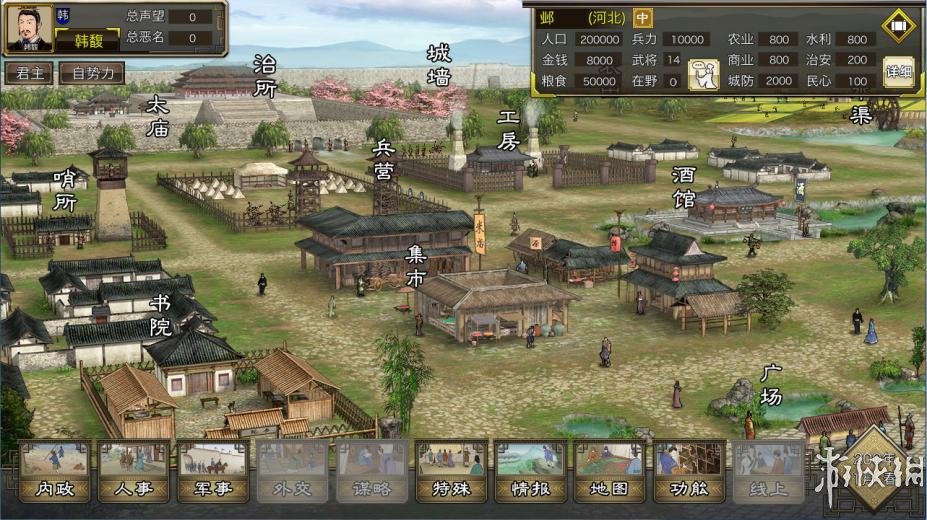 韩
总声望 0
韩馥
总恶名 0
韩馥
君主
自势力
邺 (河北) 中
人口 200000 兵力 10000 农业 800 水利 800
金钱 8000 武将 14 商业 800 治安 200
粮食 50000 在野 0 城防 2000 民心 100
详细
城墙
治所
太庙
工房
渠
兵营
哨所
酒馆
集市
书院
广场
内政
人事
军事
外交
谋略
特殊
情报
地图
功能
线上
游侠网